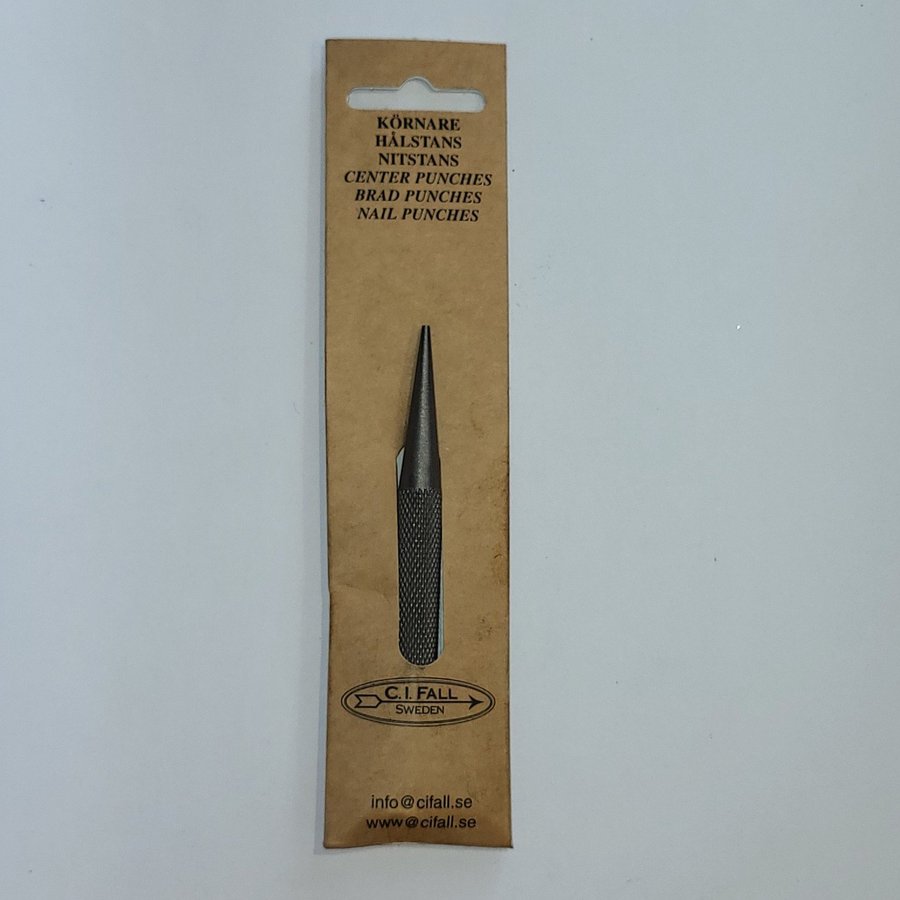 KÖRNARE
HÅLSTANS
NITSTANS
CENTER PUNCHES
BRAD PUNCHES
NAIL PUNCHES
C.I. FALL
SWEDEN
info@cifall.se
www@cifall.se